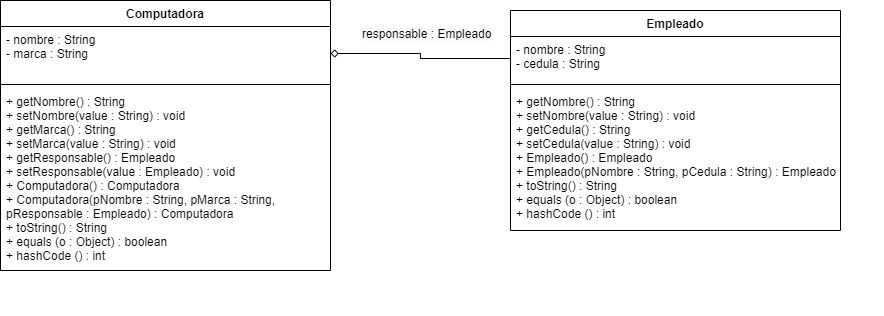 Computadora
- nombre : String
- marca : String
+ getNombre() : String
+ setNombre(value : String) : void
+ getMarca() : String
+ setMarca(value : String) : void
+ getResponsable() : Empleado
+ setResponsable(value : Empleado) : void
+ Computadora() : Computadora
+ Computadora(pNombre : String, pMarca : String,
pResponsable : Empleado) : Computadora
+ toString() : String
+ equals (o : Object) : boolean
+ hashCode () : int
responsable : Empleado
Empleado
- nombre : String
- cedula : String
+ getNombre() : String
+ setNombre(value : String) : void
+ getCedula() : String
+ setCedula(value : String) : void
+ Empleado() : Empleado
+ Empleado(pNombre : String, pCedula : String) : Empleado
+ toString() : String
+ equals (o : Object) : boolean
+ hashCode () : int